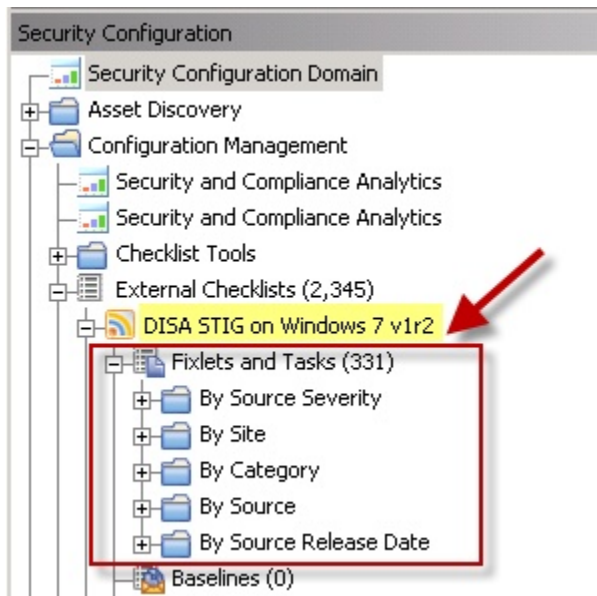 Security Configuration
Security Configuration Domain
Asset Discovery
Configuration Management
Security and Compliance Analytics
Security and Compliance Analytics
Checklist Tools
External Checklists (2,345)
DISA STIG on Windows 7 v1r2
Fixlets and Tasks (331)
By Source Severity
By Site
By Category
By Source
By Source Release Date
Baselines (0)